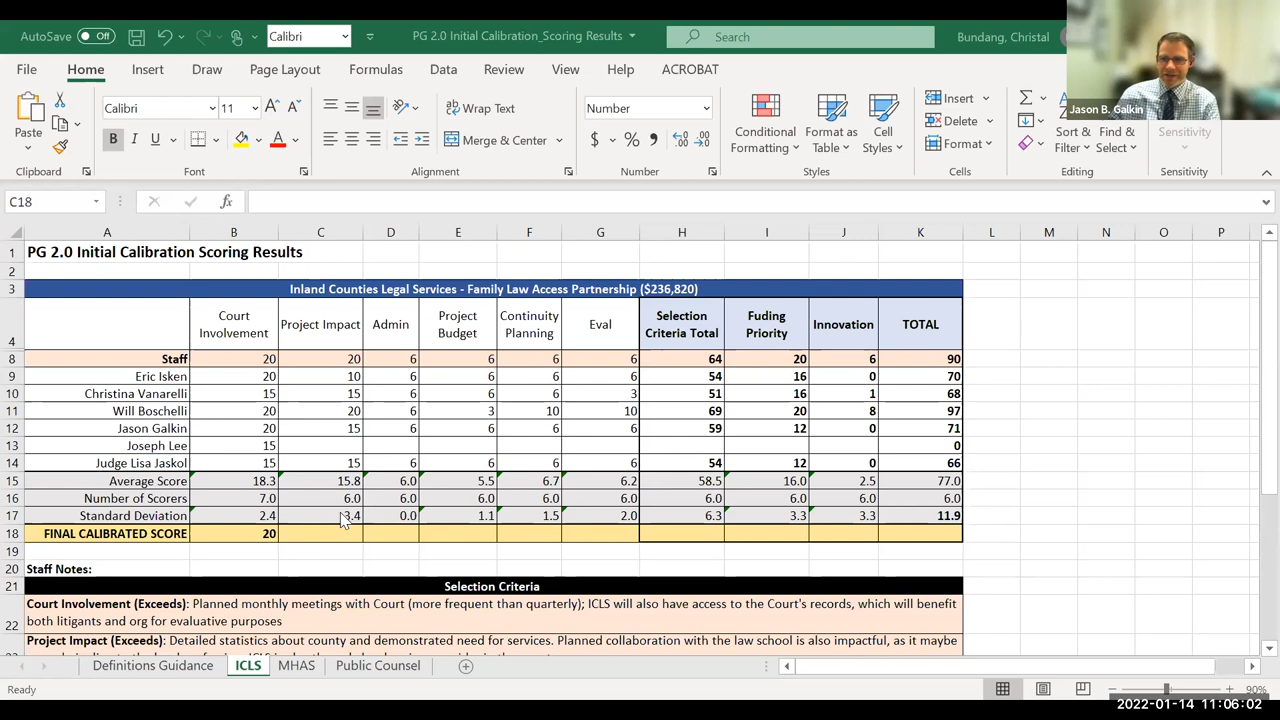 AutoSave Off Calibri PG 2.0 Initial Calibration_Scoring Results Search Bundang, Christal
File Home Insert Draw Page Layout Formulas Data Review View Help ACROBAT
Jason B. Galkin
Paste Calibri 11 A A Wrap Text Number Conditional Formatting Format as Table Cell Styles Insert Delete Format Sort & Filter Find & Select Sensitivity
B I U Merge & Center $ % 9
Clipboard Font Alignment Number Styles Cells Editing Sensitivity
C18 fx
A B C D E F G H I J K L M N O P
1 PG 2.0 Initial Calibration Scoring Results
2
3 Inland Counties Legal Services - Family Law Access Partnership ($236,820)
4 Court Involvement Project Impact Admin Project Budget Continuity Planning Eval Selection Criteria Total Fuding Priority Innovation TOTAL
8 Staff 20 20 6 6 6 6 64 20 6 90
9 Eric Isken 20 10 6 6 6 6 54 16 0 70
10 Christina Vanarelli 15 15 6 6 6 3 51 16 1 68
11 Will Boschelli 20 20 6 3 10 10 69 20 8 97
12 Jason Galkin 20 15 6 6 6 6 59 12 0 71
13 Joseph Lee 15 0
14 Judge Lisa Jaskol 15 15 6 6 6 6 54 12 0 66
15 Average Score 18.3 15.8 6.0 5.5 6.7 6.2 58.5 16.0 2.5 77.0
16 Number of Scorers 7.0 6.0 6.0 6.0 6.0 6.0 6.0 6.0 6.0 6.0
17 Standard Deviation 2.4 3.4 0.0 1.1 1.5 2.0 6.3 3.3 3.3 11.9
18 FINAL CALIBRATED SCORE 20
19
20 Staff Notes:
21 Selection Criteria
22 Court Involvement (Exceeds): Planned monthly meetings with Court (more frequent than quarterly); ICLS will also have access to the Court's records, which will benefit
both litigants and org for evaluative purposes
Project Impact (Exceeds): Detailed statistics about county and demonstrated need for services. Planned collaboration with the law school is also impactful, as it maybe
Definitions Guidance ICLS MHAS Public Counsel
Ready 90%
2022-01-14 11:06:02